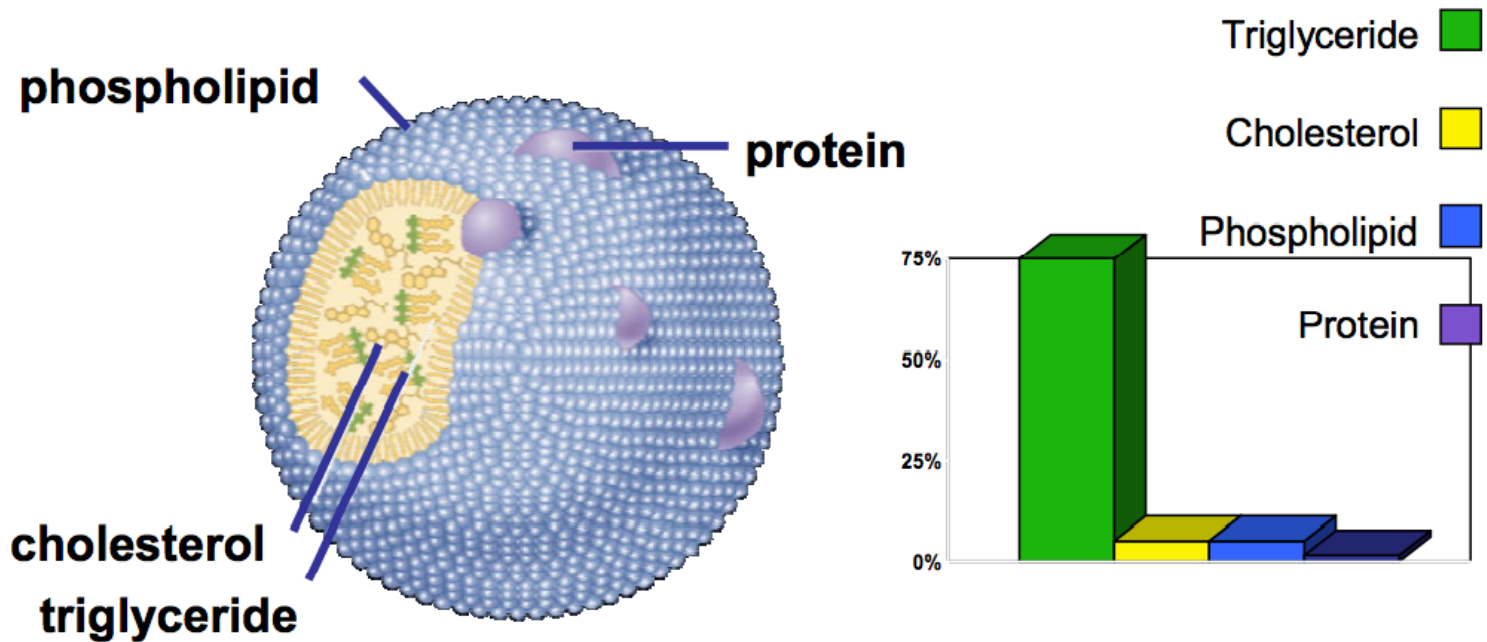 phospholipid
protein
cholesterol
triglyceride
Triglyceride
Cholesterol
Phospholipid
Protein
75%
50%
25%
0%